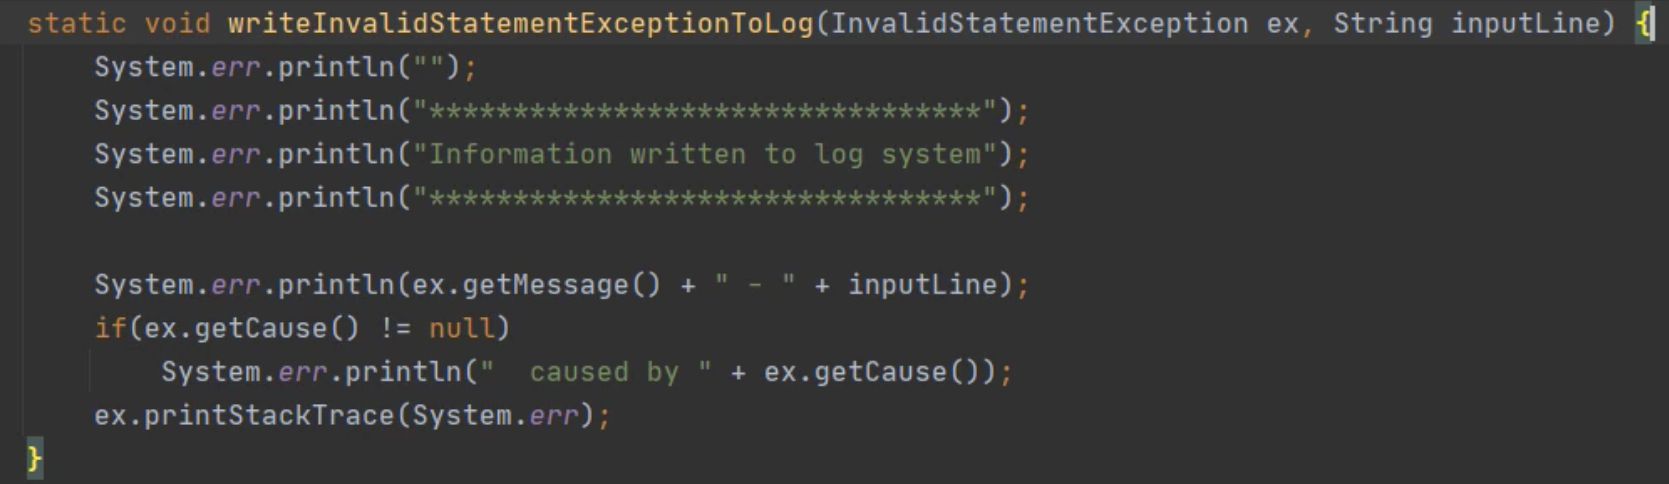 static void writeInvalidStatementExceptionToLog(InvalidStatementException ex, String inputLine) {
    System.err.println("");
    System.err.println("*********************************");
    System.err.println("Information written to log system");
    System.err.println("*********************************");

    System.err.println(ex.getMessage() + " - " + inputLine);
    if(ex.getCause() != null)
        System.err.println("  caused by " + ex.getCause());
    ex.printStackTrace(System.err);
}